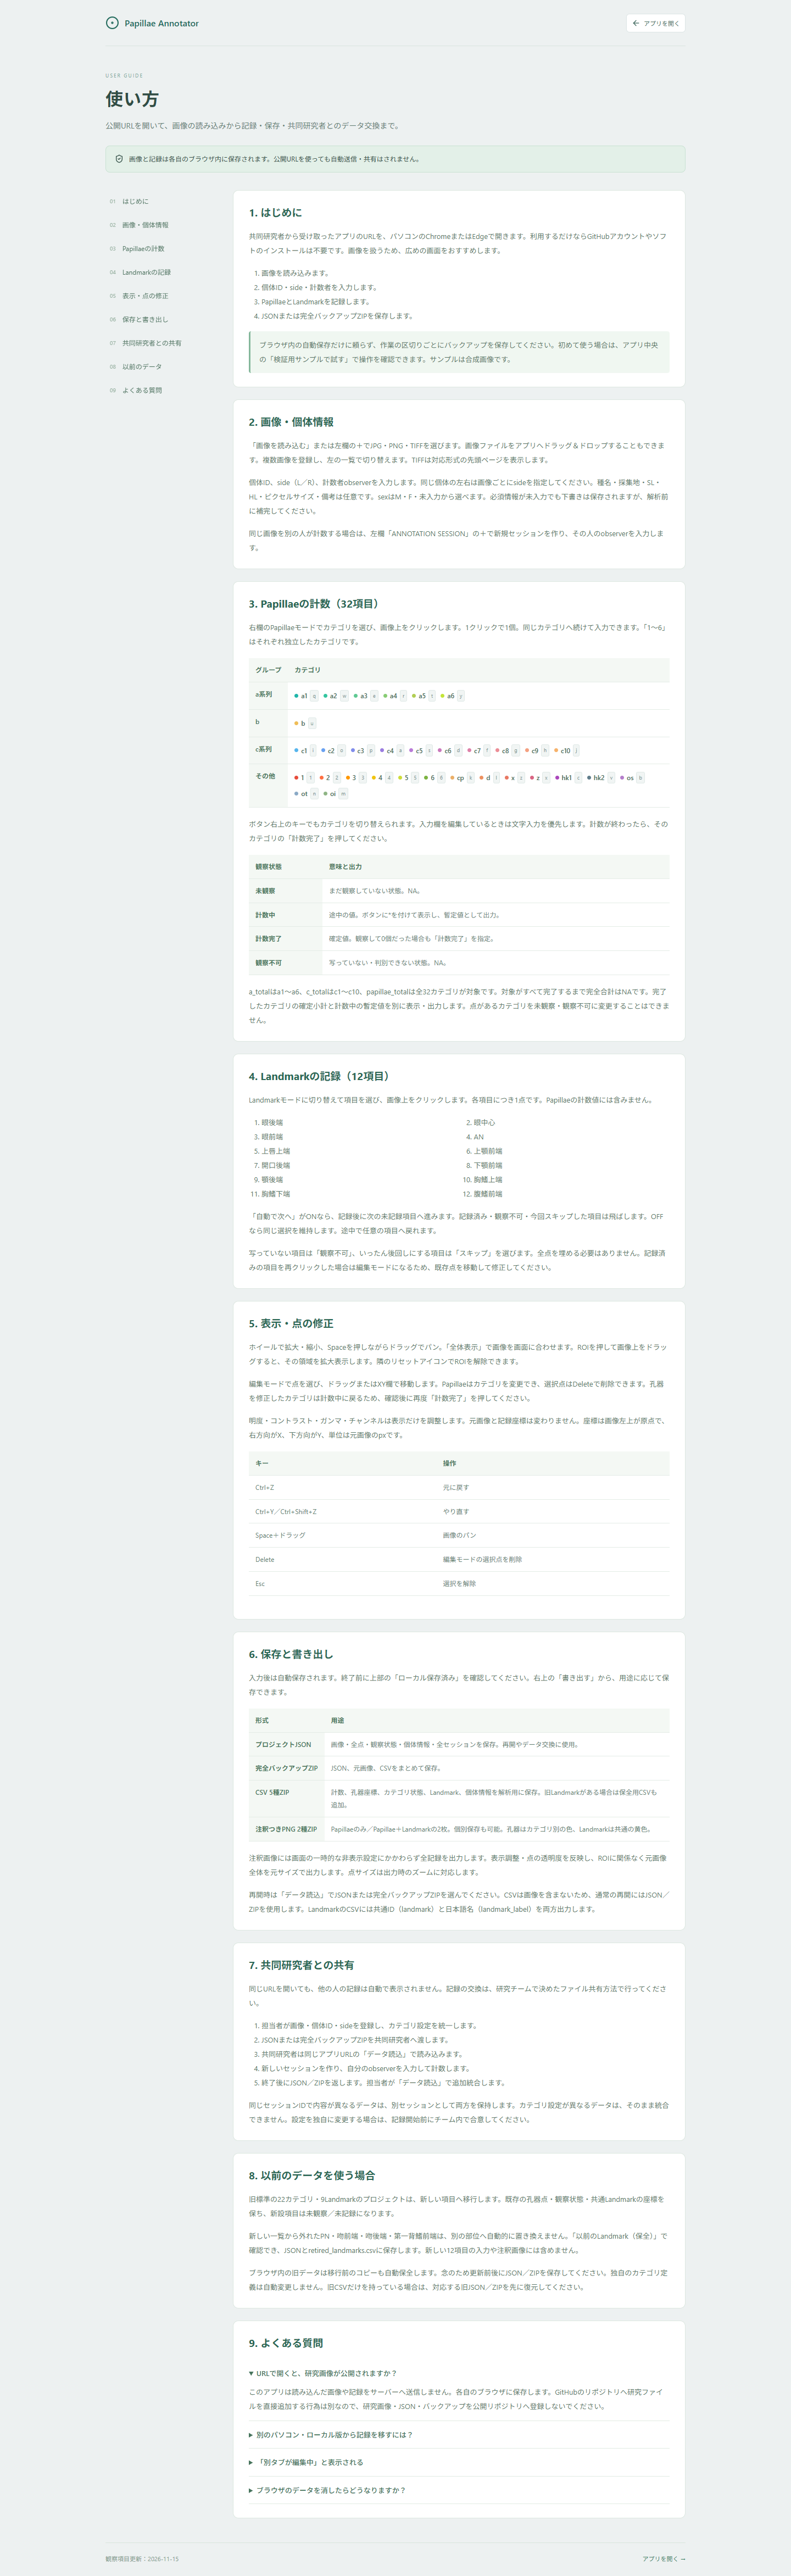 Papillae Annotator
← アプリを開く
USER GUIDE
使い方
公開URLを開いて、画像の読み込みから記録・保存・共同研究者とのデータ交換まで。
画像と記録は各自のブラウザ内に保存されます。公開URLを使っても自動送信・共有はされません。
01 はじめに
02 画像・個体情報
03 Papillaeの計数
04 Landmarkの記録
05 表示・点の修正
06 保存と書き出し
07 共同研究者との共有
08 以前のデータ
09 よくある質問
1. はじめに
共同研究者から受け取ったアプリのURLを、パソコンのChromeまたはEdgeで開きます。利用するだけならGitHubアカウントやソフ
トのインストールは不要です。画像を扱うため、広めの画面をおすすめします。
1. 画像を読み込みます。
2. 個体ID・side・計数者を入力します。
3. PapillaeとLandmarkを記録します。
4. JSONまたは完全バックアップZIPを保存します。
ブラウザ内の自動保存だけに頼らず、作業の区切りごとにバックアップを保存してください。初めて使う場合は、アプリ中央
の「検証用サンプルで試す」で操作を確認できます。サンプルは合成画像です。
2. 画像・個体情報
「画像を読み込む」または左欄の＋でJPG・PNG・TIFFを選びます。画像ファイルをアプリへドラッグ＆ドロップすることもできま
す。複数画像を登録し、左の一覧で切り替えます。TIFFは対応形式の先頭ページを表示します。
個体ID、side（L／R）、計数者observerを入力します。同じ個体の左右は画像ごとにsideを指定してください。種名・採集地・SL・
HL・ピクセルサイズ・備考は任意です。sexはM・F・未入力から選べます。必須情報が未入力でも下書きは保存されますが、解析前
に補完してください。
同じ画像を別の人が計数する場合は、左欄「ANNOTATION SESSION」の＋で新規セッションを作り、その人のobserverを入力しま
す。
3. Papillaeの計数（32項目）
右欄のPapillaeモードでカテゴリを選び、画像上をクリックします。1クリックで1個。同じカテゴリへ続けて入力できます。「1～6」
はそれぞれ独立したカテゴリです。
グループ カテゴリ
a系列 a1 q a2 w a3 e a4 r a5 t a6 y
b b u
c系列 c1 i c2 o c3 p c4 a c5 s c6 d c7 f c8 g c9 h c10 j
その他 1 1 2 2 3 3 4 4 5 5 6 6 cp k d l x z z x hk1 c hk2 v os b
ot n oi m
ボタン右上のキーでもカテゴリを切り替えられます。入力欄を編集しているときは文字入力を優先します。計数が終わったら、その
カテゴリの「計数完了」を押してください。
観察状態 意味と出力
未観察 まだ観察していない状態。NA。
計数中 途中の値。ボタンに*を付けて表示し、暫定値として出力。
計数完了 確定値。観察して0個だった場合も「計数完了」を指定。
観察不可 写っていない・判別できない状態。NA。
a_totalはa1～a6、c_totalはc1～c10、papillae_totalは全32カテゴリが対象です。対象がすべて完了するまで完全合計はNAです。完了
したカテゴリの確定小計と計数中の暫定値を別に表示・出力します。点があるカテゴリを未観察・観察不可に変更することはできま
せん。
4. Landmarkの記録（12項目）
Landmarkモードに切り替えて項目を選び、画像上をクリックします。各項目につき1点です。Papillaeの計数値には含みません。
1. 眼後端 2. 眼中心
3. 眼前端 4. AN
5. 上唇上端 6. 上顎前端
7. 開口後端 8. 下顎前端
9. 顎後端 10. 胸鰭上端
11. 胸鰭下端 12. 腹鰭前端
「自動で次へ」がONなら、記録後に次の未記録項目へ進みます。記録済み・観察不可・今回スキップした項目は飛ばします。OFF
なら同じ選択を維持します。途中で任意の項目へ戻れます。
写っていない項目は「観察不可」、いったん後回しにする項目は「スキップ」を選びます。全点を埋める必要はありません。記録済
みの項目を再クリックした場合は編集モードになるため、既存点を移動して修正してください。
5. 表示・点の修正
ホイールで拡大・縮小、Spaceを押しながらドラッグでパン。「全体表示」で画像を画面に合わせます。ROIを押して画像上をドラッ
グすると、その領域を拡大表示します。隣のリセットアイコンでROIを解除できます。
編集モードで点を選び、ドラッグまたはXY欄で移動します。Papillaeはカテゴリを変更でき、選択点はDeleteで削除できます。孔器
を修正したカテゴリは計数中に戻るため、確認後に再度「計数完了」を押してください。
明度・コントラスト・ガンマ・チャンネルは表示だけを調整します。元画像と記録座標は変わりません。座標は画像左上が原点で、
右方向がX、下方向がY、単位は元画像のpxです。
キー 操作
Ctrl+Z 元に戻す
Ctrl+Y／Ctrl+Shift+Z やり直す
Space＋ドラッグ 画像のパン
Delete 編集モードの選択点を削除
Esc 選択を解除
6. 保存と書き出し
入力後は自動保存されます。終了前に上部の「ローカル保存済み」を確認してください。右上の「書き出す」から、用途に応じて保
存できます。
形式 用途
プロジェクトJSON 画像・全点・観察状態・個体情報・全セッションを保存。再開やデータ交換に使用。
完全バックアップZIP JSON、元画像、CSVをまとめて保存。
CSV 5種ZIP 計数、孔器座標、カテゴリ状態、Landmark、個体情報を解析用に保存。旧Landmarkがある場合は保全用CSVも
追加。
注釈つきPNG 2種ZIP Papillaeのみ／Papillae＋Landmarkの2枚。個別保存も可能。孔器はカテゴリ別の色、Landmarkは共通の黄色。
注釈画像には画面の一時的な非表示設定にかかわらず全記録を出力します。表示調整・点の透明度を反映し、ROIに関係なく元画像
全体を元サイズで出力します。点サイズは出力時のズームに対応します。
再開時は「データ読込」でJSONまたは完全バックアップZIPを選んでください。CSVは画像を含まないため、通常の再開にはJSON／
ZIPを使用します。LandmarkのCSVには共通ID（landmark）と日本語名（landmark_label）を両方出力します。
7. 共同研究者との共有
同じURLを開いても、他の人の記録は自動で表示されません。記録の交換は、研究チームで決めたファイル共有方法で行ってくださ
い。
1. 担当者が画像・個体ID・sideを登録し、カテゴリ設定を統一します。
2. JSONまたは完全バックアップZIPを共同研究者へ渡します。
3. 共同研究者は同じアプリURLの「データ読込」で読み込みます。
4. 新しいセッションを作り、自分のobserverを入力して計数します。
5. 終了後にJSON／ZIPを返します。担当者が「データ読込」で追加統合します。
同じセッションIDで内容が異なるデータは、別セッションとして両方を保持します。カテゴリ設定が異なるデータは、そのまま統合
できません。設定を独自に変更する場合は、記録開始前にチーム内で合意してください。
8. 以前のデータを使う場合
旧標準の22カテゴリ・9Landmarkのプロジェクトは、新しい項目へ移行します。既存の孔器点・観察状態・共通Landmarkの座標を
保ち、新設項目は未観察／未記録になります。
新しい一覧から外れたPN・吻前端・吻後端・第一背鰭前端は、別の部位へ自動的に置き換えません。「以前のLandmark（保全）」で
確認でき、JSONとretired_landmarks.csvに保存します。新しい12項目の入力や注釈画像には含めません。
ブラウザ内の旧データは移行前のコピーも自動保全します。念のため更新前後にJSON／ZIPを保存してください。独自のカテゴリ定
義は自動変更しません。旧CSVだけを持っている場合は、対応する旧JSON／ZIPを先に復元してください。
9. よくある質問
▼ URLで開くと、研究画像が公開されますか？
このアプリは読み込んだ画像や記録をサーバーへ送信しません。各自のブラウザに保存します。GitHubのリポジトリへ研究ファイ
ルを直接追加する行為は別なので、研究画像・JSON・バックアップを公開リポジトリへ登録しないでください。
▶ 別のパソコン・ローカル版から記録を移すには？
▶ 「別タブが編集中」と表示される
▶ ブラウザのデータを消したらどうなりますか？
観察項目更新：2026-11-15
アプリを開く →